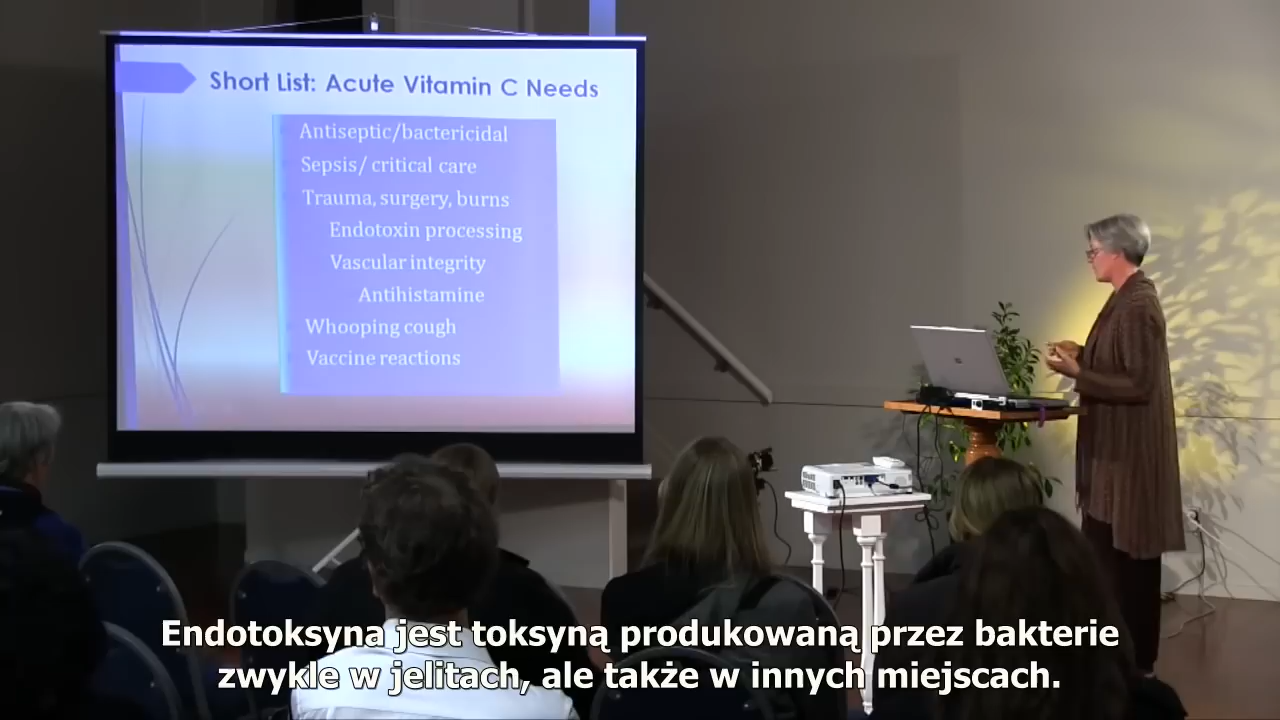 Short List: Acute Vitamin C Needs
Antiseptic/bactericidal
Sepsis/ critical care
Trauma, surgery, burns
Endotoxin processing
Vascular integrity
Antihistamine
Whooping cough
Vaccine reactions
Endotoksyna jest toksyną produkowaną przez bakterie
zwykle w jelitach, ale także w innych miejscach.